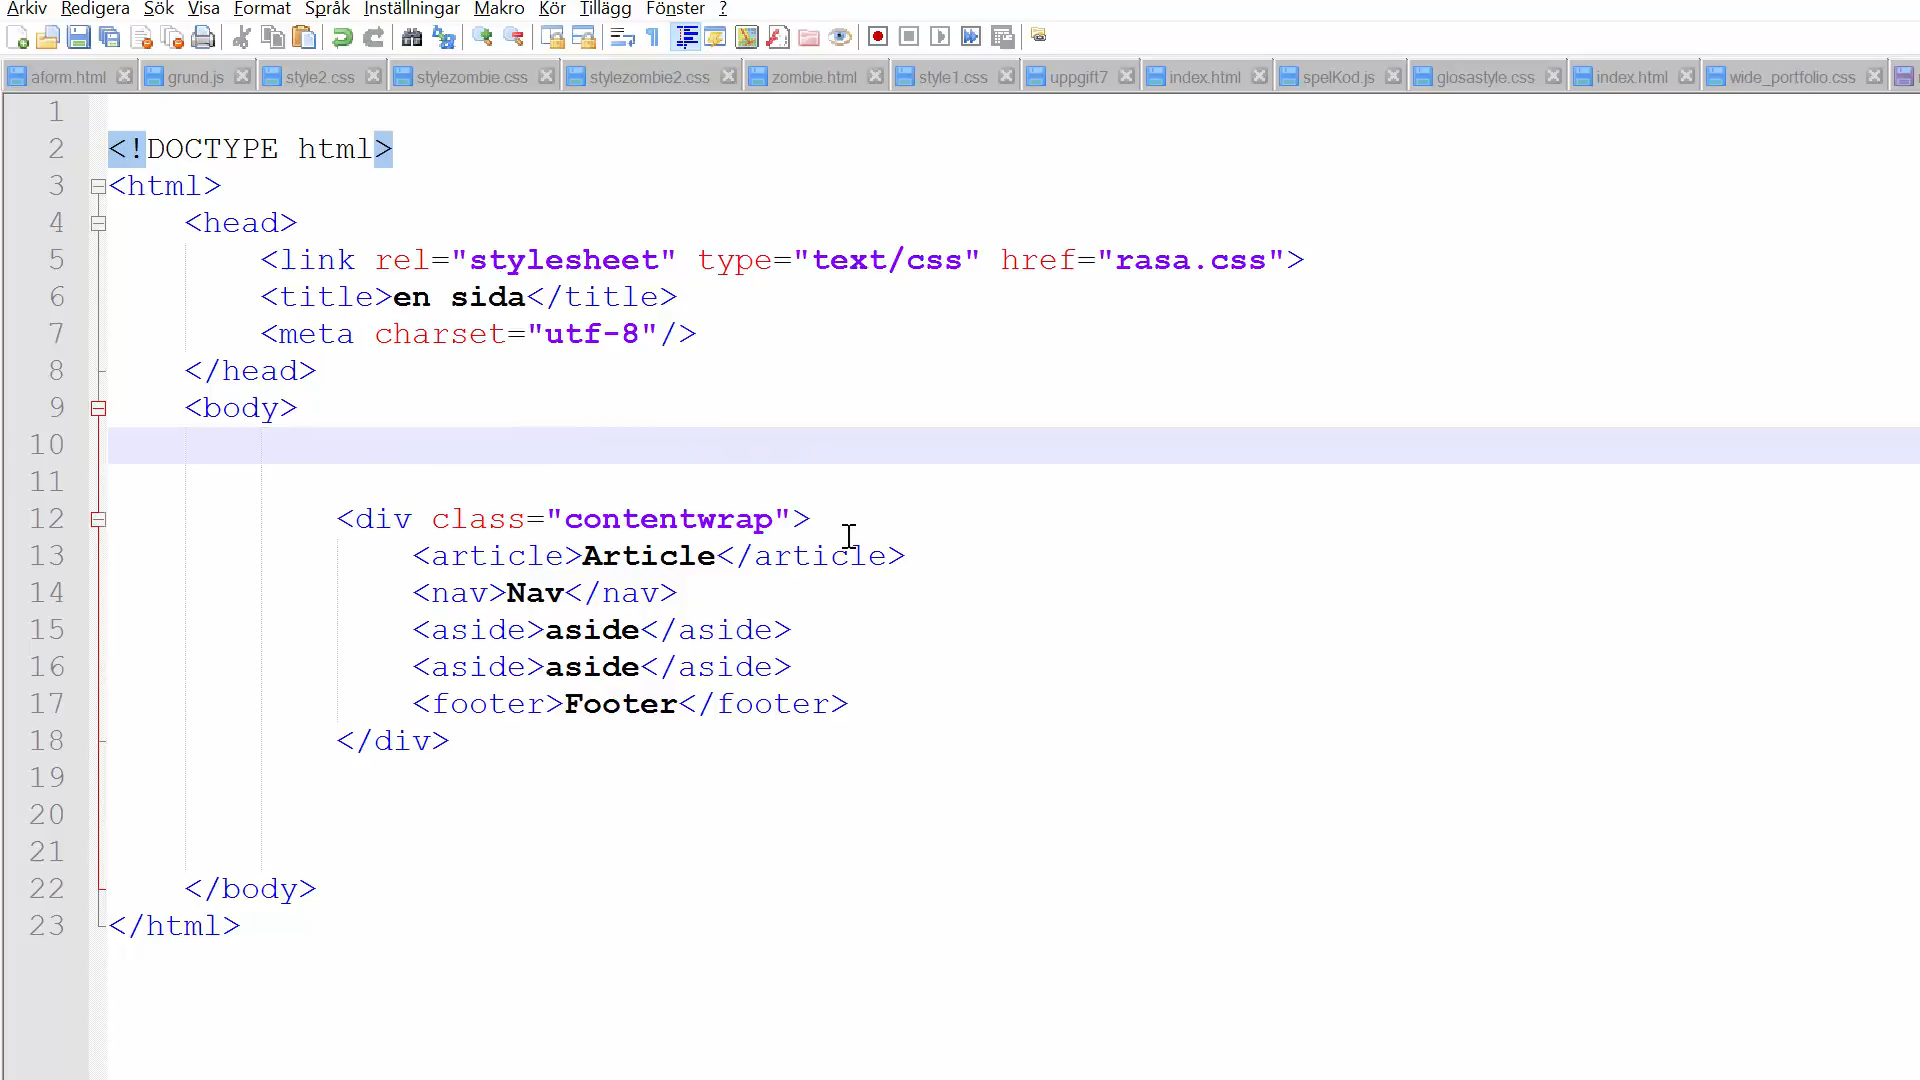 Arkiv Redigera Sök Visa Format Språk Inställningar Makro Kör Tillägg Fönster ?
aform.html grund.js style2.css stylezombie.css stylezombie2.css zombie.html style1.css uppgift7 index.html spelKod.js glosastyle.css index.html wide_portfolio.css
1
2 <!DOCTYPE html>
3 <html>
4 <head>
5 <link rel="stylesheet" type="text/css" href="rasa.css">
6 <title>en sida</title>
7 <meta charset="utf-8"/>
8 </head>
9 <body>
10
11
12 <div class="contentwrap">
13 <article>Article</article>
14 <nav>Nav</nav>
15 <aside>aside</aside>
16 <aside>aside</aside>
17 <footer>Footer</footer>
18 </div>
19
20
21
22 </body>
23 </html>